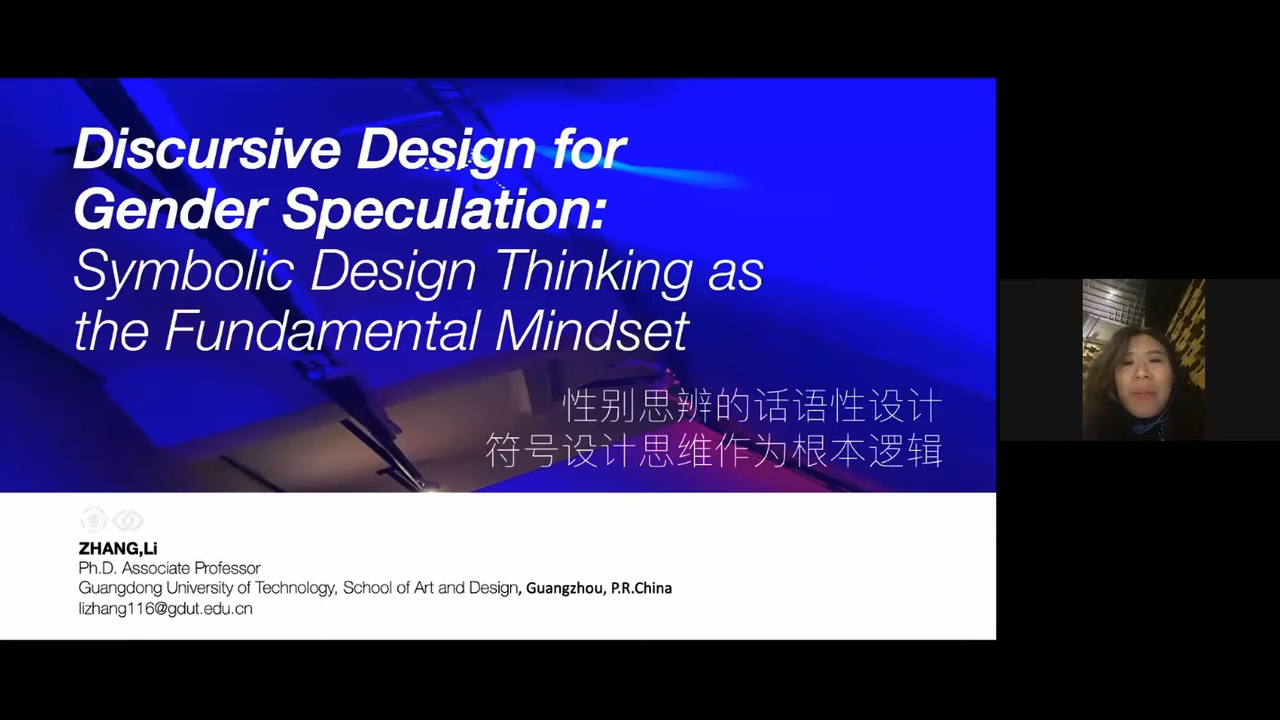 Discursive Design for
Gender Speculation:
Symbolic Design Thinking as
the Fundamental Mindset
性别思辨的话语性设计
符号设计思维作为根本逻辑
ZHANG,Li
Ph.D. Associate Professor
Guangdong University of Technology, School of Art and Design, Guangzhou, P.R.China
lizhang116@gdut.edu.cn